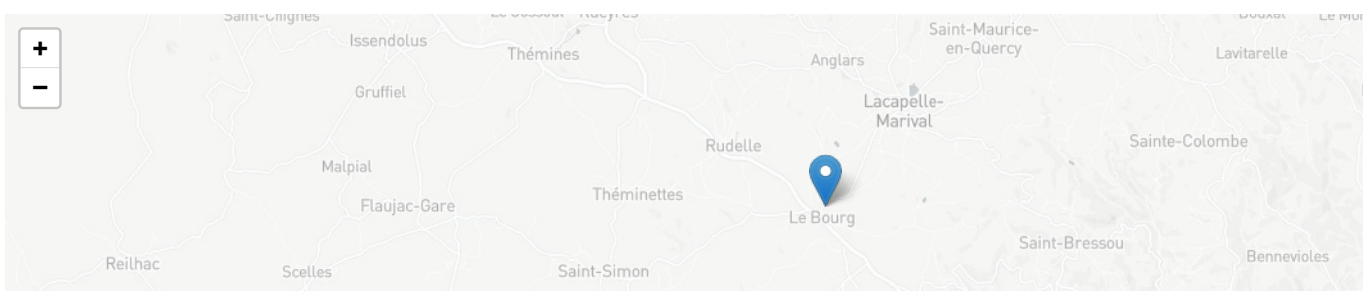 +
−
Issendolus
Thémines
Saint-Maurice-
en-Quercy
Anglars
Lavitarelle
Gruffiel
Lacapelle-
Marival
Rudelle
Sainte-Colombe
Malpial
Théminettes
Flaujac-Gare
Le Bourg
Saint-Bressou
Bennevioles
Reilhac
Scelles
Saint-Simon